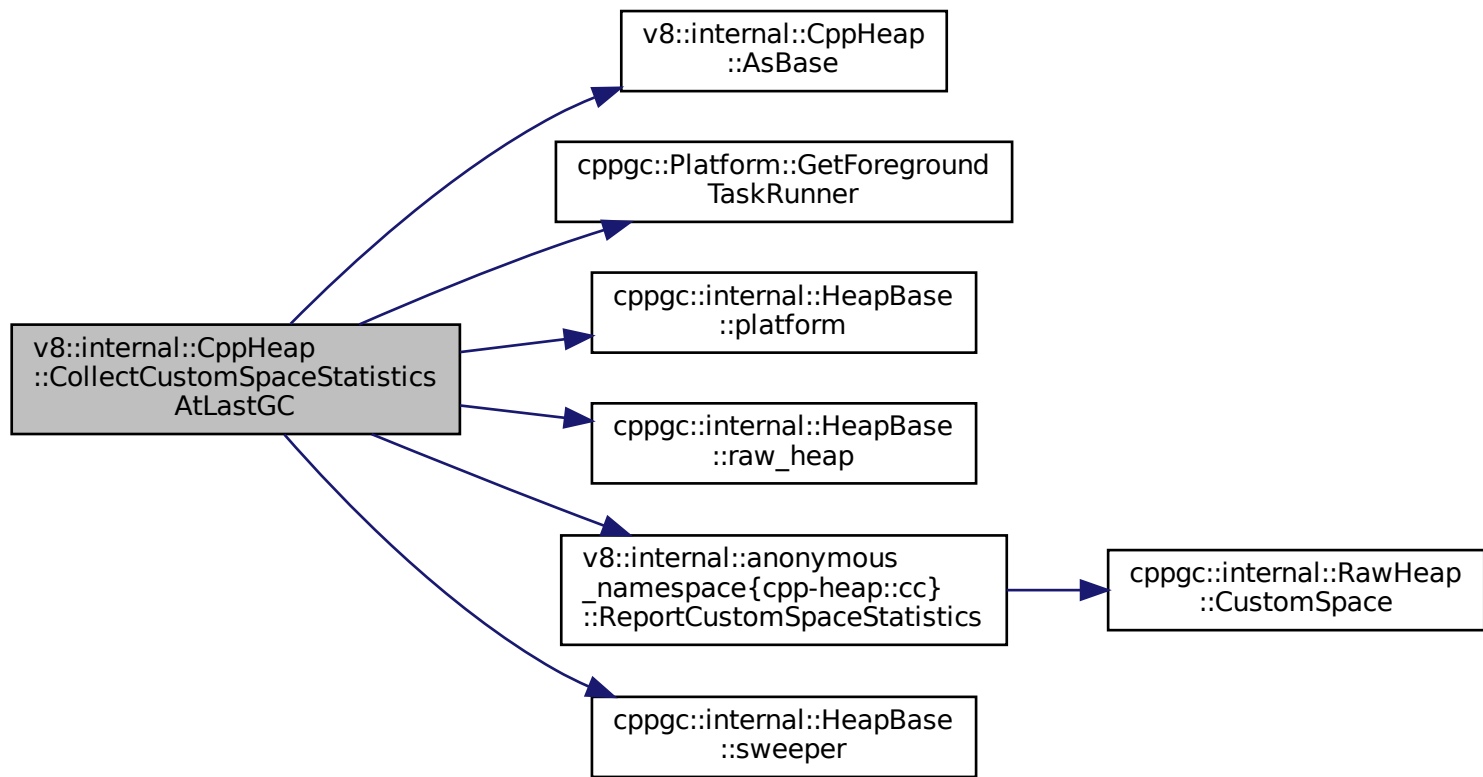 v8::internal::CppHeap
::AsBase
cppgc::Platform::GetForeground
TaskRunner
cppgc::internal::HeapBase
::platform
v8::internal::CppHeap
::CollectCustomSpaceStatistics
AtLastGC
cppgc::internal::HeapBase
::raw_heap
v8::internal::anonymous
_namespace{cpp-heap::cc}
::ReportCustomSpaceStatistics
cppgc::internal::RawHeap
::CustomSpace
cppgc::internal::HeapBase
::sweeper